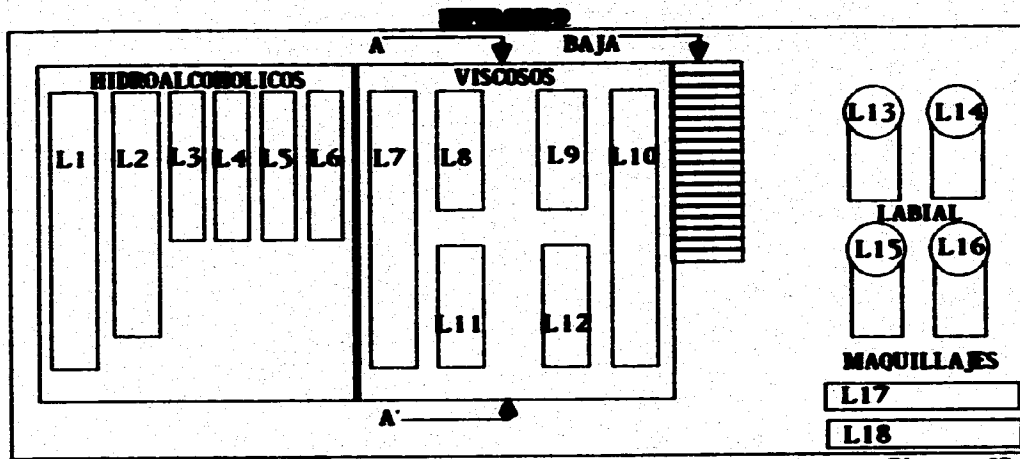 A BAJA
HIDROALCOHOLICOS VISCOSOS
L1 L2 L3 L4 L5 L6 L7 L8 L9 L10
L13 L14
LABIAL
L15 L16
L11 L12
MAQUILLAJES
L17
A'
L18